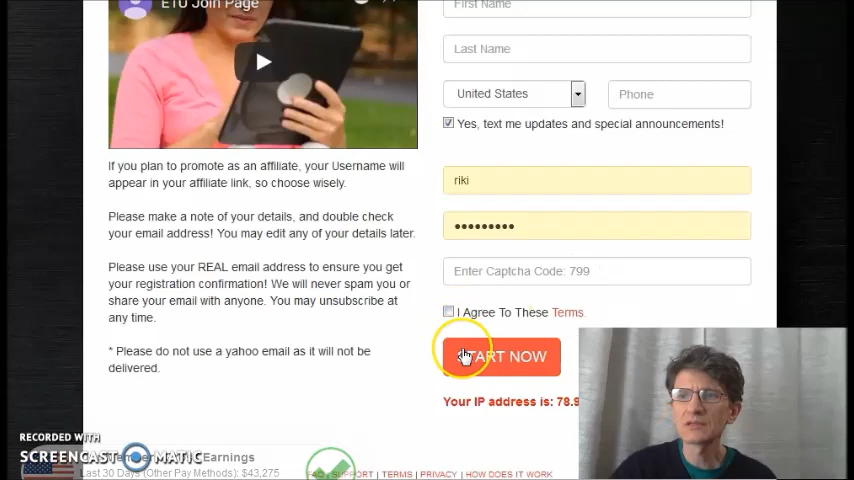 ETU Join Page
First Name
Last Name
United States
Phone
Yes, text me updates and special announcements!
If you plan to promote as an affiliate, your Username will
appear in your affiliate link, so choose wisely.
riki
Please make a note of your details, and double check
your email address! You may edit any of your details later.
Please use your REAL email address to ensure you get
your registration confirmation! We will never spam you or
share your email with anyone. You may unsubscribe at
any time.
Enter Captcha Code: 799
I Agree To These Terms.
* Please do not use a yahoo email as it will not be
delivered.
START NOW
Your IP address is: 78.9
RECORDED WITH
SCREENCAST MATIC
Earnings
Last 30 Days (Other Pay Methods): $43,275
FAQ | SUPPORT | TERMS | PRIVACY | HOW DOES IT WORK